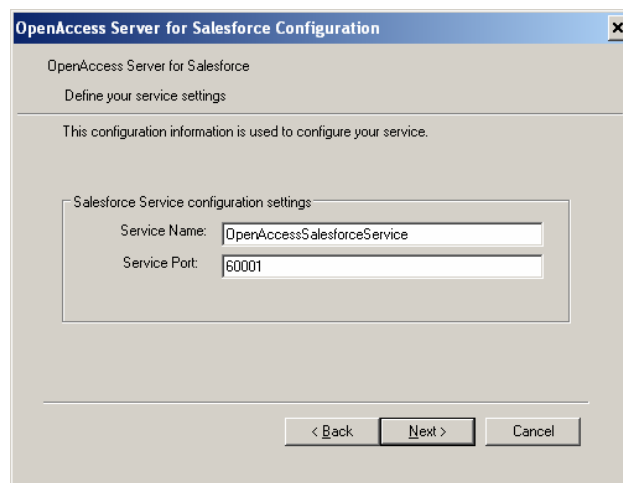 OpenAccess Server for Salesforce Configuration
OpenAccess Server for Salesforce
Define your service settings
This configuration information is used to configure your service.
Salesforce Service configuration settings
Service Name: OpenAccessSalesforceService
Service Port: 60001
< Back Next > Cancel